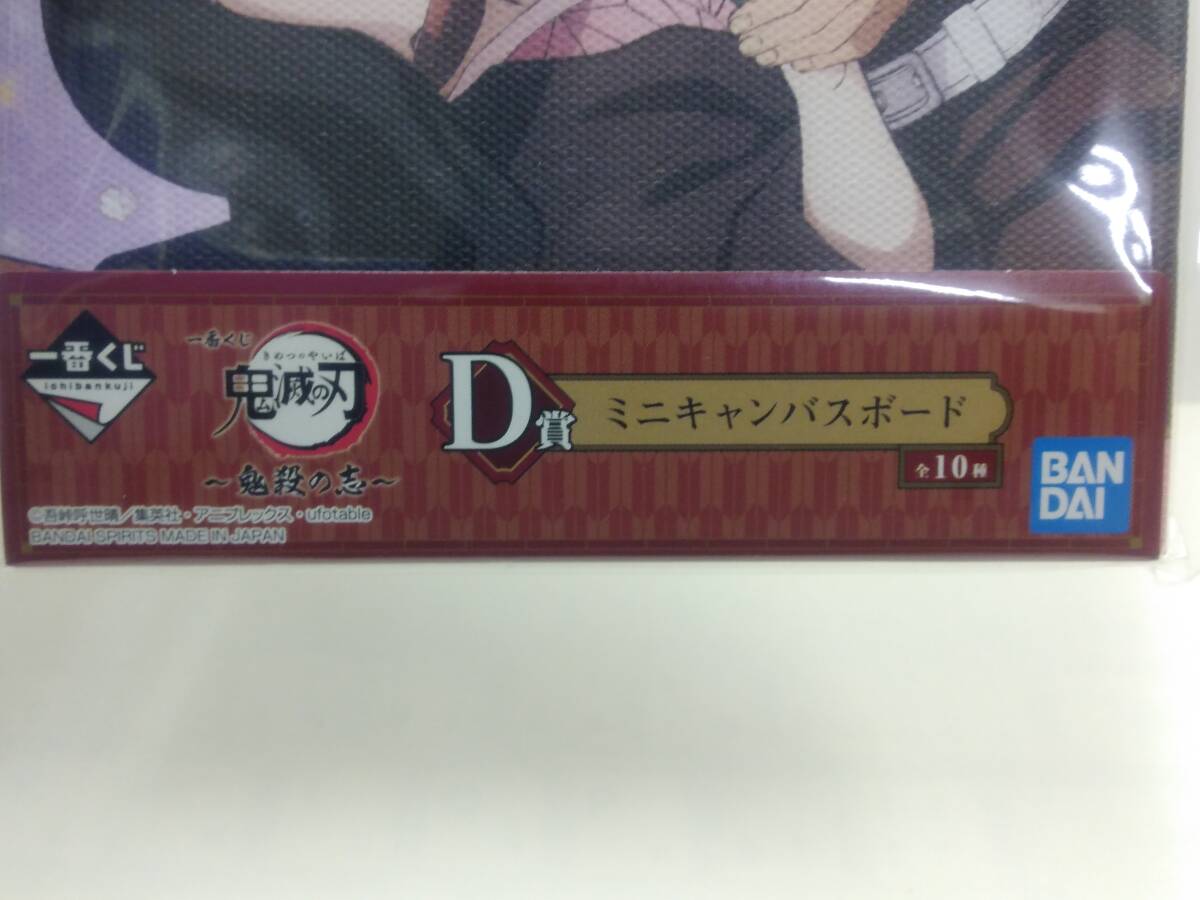 一番くじ
ichibankuji
一番くじ
きめつのやいば
鬼滅の刃
～鬼殺の志～
D賞
ミニキャンバスボード
全10種
BAN
DAI
©吾峠呼世晴／集英社・アニプレックス・ufotable
BANDAI SPIRITS MADE IN JAPAN